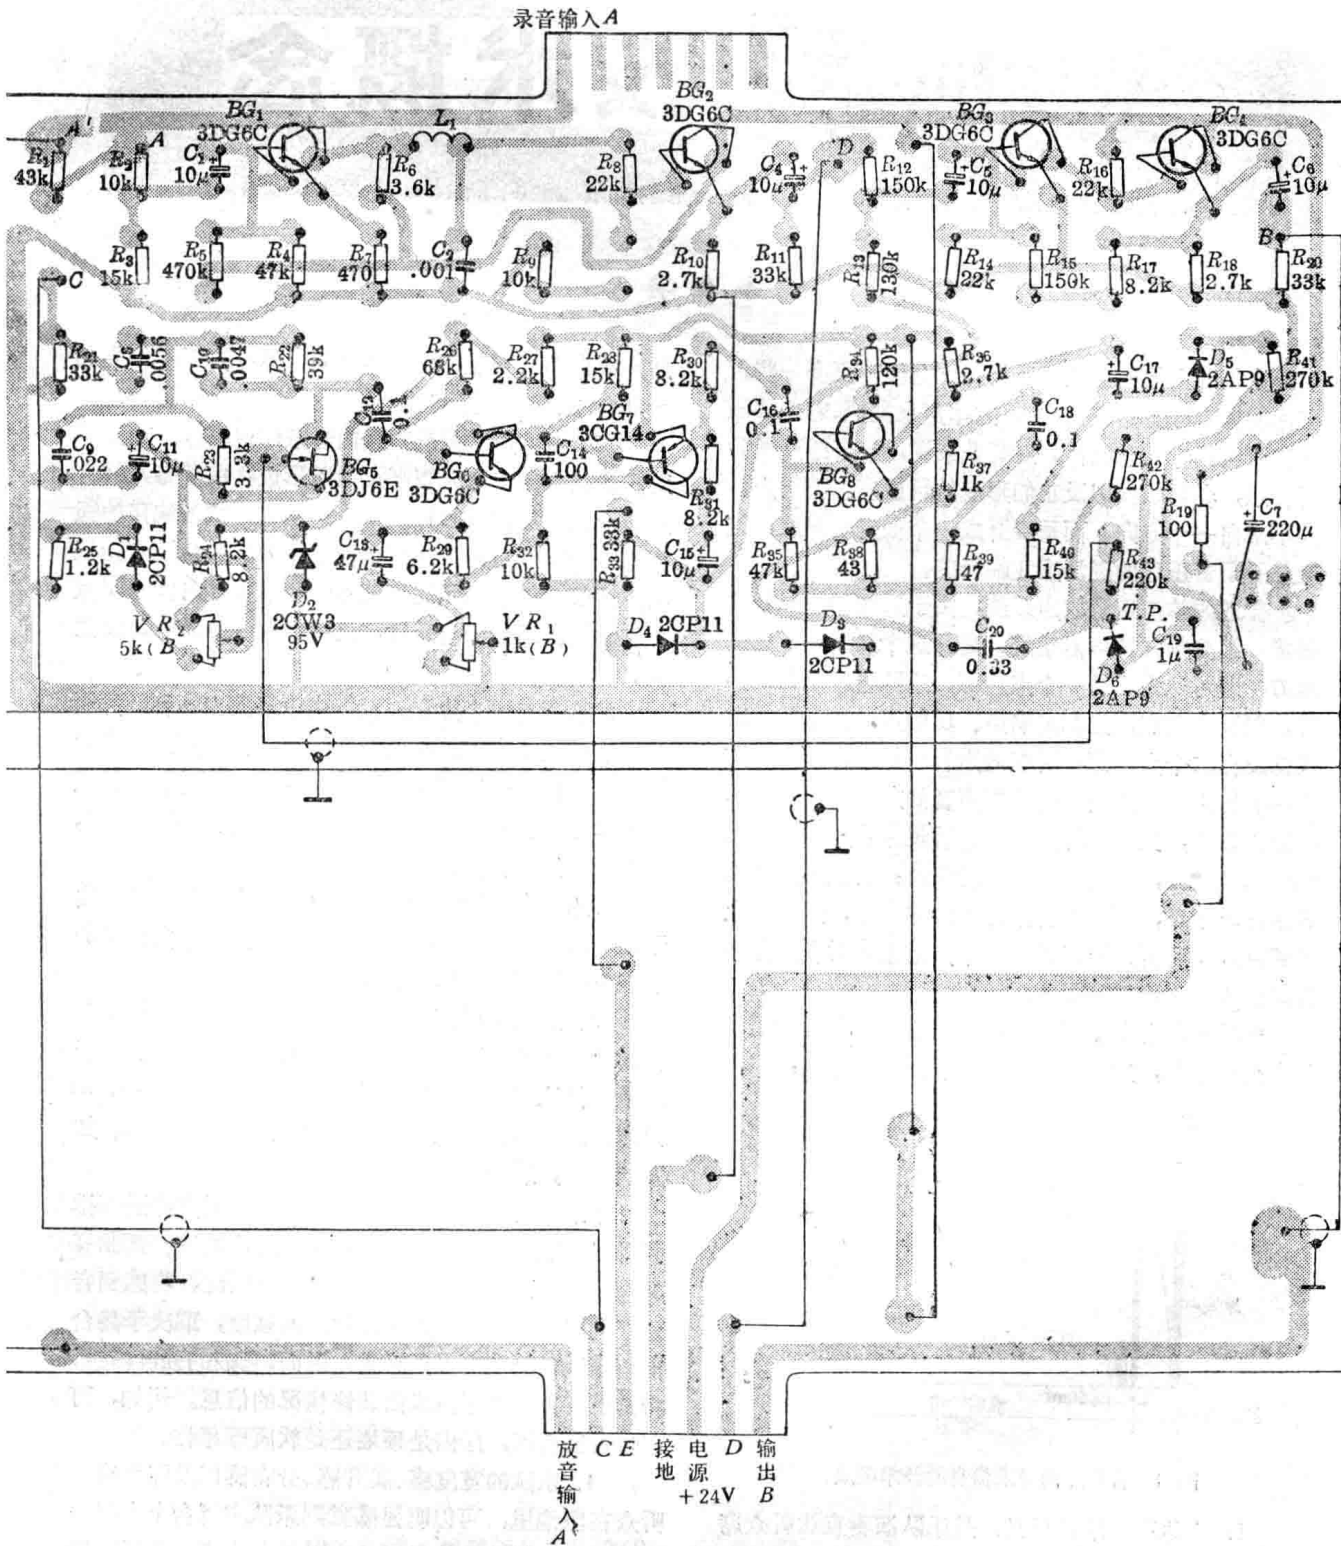 录音输入A
BG₁
3DG6C
L₁
BG₂
3DG6C
BG₃
3DG6C
BG₄
3DG6C
A'
R₁
43k
A
R₂
10k
C₁
10μ
R₆
3.6k
R₈
22k
C₄
10μ
D
R₁₂
150k
C₅
10μ
R₁₆
22k
C₆
10μ
C
R₃
15k
R₅
470k
R₄
47k
R₇
470
C₂
.001
R₉
10k
R₁₀
2.7k
R₁₁
33k
R₁₃
130k
R₁₄
22k
R₁₅
150k
R₁₇
8.2k
R₁₈
2.7k
B
R₂₀
33k
R₂₁
33k
C₈
.0056
C₁₀
.0047
R₂₂
39k
R₂₆
68k
R₂₇
2.2k
R₂₈
15k
R₃₀
8.2k
R₃₄
120k
R₃₆
2.7k
C₁₇
10μ
D₅
2AP9
R₄₁
270k
C₁₂
0.1
C₁₆
0.1
C₁₈
0.1
C₉
.022
C₁₁
10μ
R₂₃
3.3k
BG₅
3DJ6E
BG₆
3DG6C
C₁₄
100
BG₇
3CG14
R₃₁
8.2k
BG₈
3DG6C
R₃₇
1k
R₄₂
270k
R₁₉
100
C₇
220μ
R₂₅
1.2k
D₁
2CP11
R₂₄
8.2k
D₂
2CW3
95V
C₁₃
47μ
R₂₉
6.2k
R₃₂
10k
R₃₃
33k
C₁₅
10μ
R₃₅
47k
R₃₈
43
R₃₉
47
R₄₀
15k
R₄₃
220k
VR₂
5k(B
VR₁
1k(B)
D₄
2CP11
D₃
2CP11
C₂₀
0.33
T.P.
D₆
2AP9
C₁₉
1μ
放音输入A'
C
E
接地
电源
+24V
D
输出
B